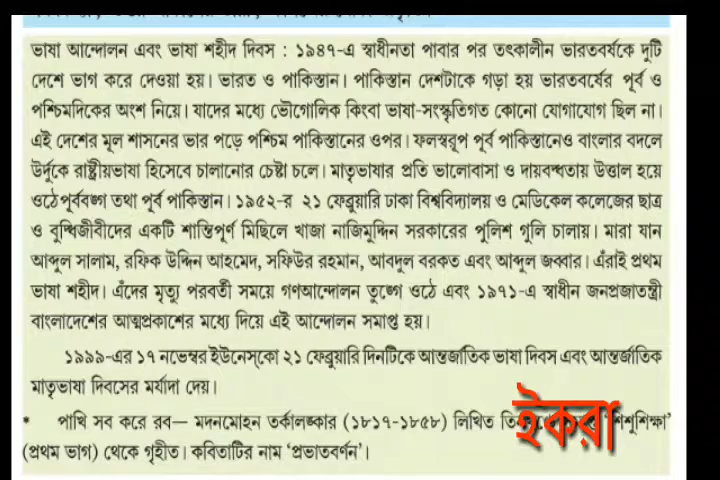 ভাষা আন্দোলন এবং ভাষা শহীদ দিবস : ১৯৪৭-এ স্বাধীনতা পাবার পর তৎকালীন ভারতবর্ষকে দুটি
দেশে ভাগ করে দেওয়া হয়। ভারত ও পাকিস্তান। পাকিস্তান দেশটাকে গড়া হয় ভারতবর্ষের পূর্ব ও
পশ্চিমদিকের অংশ নিয়ে। যাদের মধ্যে ভৌগোলিক কিংবা ভাষা-সংস্কৃতিগত কোনো যোগাযোগ ছিল না।
এই দেশের মূল শাসনের ভার পড়ে পশ্চিম পাকিস্তানের ওপর। ফলস্বরূপ পূর্ব পাকিস্তানেও বাংলার বদলে
উর্দুকে রাষ্ট্রীয়ভাষা হিসেবে চালানোর চেষ্টা চলে। মাতৃভাষার প্রতি ভালোবাসা ও দায়বদ্ধতায় উত্তাল হয়ে
ওঠে পূর্ববঙ্গ তথা পূর্ব পাকিস্তান। ১৯৫২-র ২১ ফেব্রুয়ারি ঢাকা বিশ্ববিদ্যালয় ও মেডিকেল কলেজের ছাত্র
ও বুদ্ধিজীবীদের একটি শান্তিপূর্ণ মিছিলে খাজা নাজিমুদ্দিন সরকারের পুলিশ গুলি চালায়। মারা যান
আব্দুল সালাম, রফিক উদ্দিন আহমেদ, সফিউর রহমান, আবদুল বরকত এবং আব্দুল জব্বার। এঁরাই প্রথম
ভাষা শহীদ। এঁদের মৃত্যু পরবর্তী সময়ে গণআন্দোলন তুঙ্গে ওঠে এবং ১৯৭১-এ স্বাধীন জনপ্রজাতন্ত্রী
বাংলাদেশের আত্মপ্রকাশের মধ্যে দিয়ে এই আন্দোলন সমাপ্ত হয়।
১৯৯৯-এর ১৭ নভেম্বর ইউনেস্‌কো ২১ ফেব্রুয়ারি দিনটিকে আন্তর্জাতিক ভাষা দিবস এবং আন্তর্জাতিক
মাতৃভাষা দিবসের মর্যাদা দেয়।
* পাখি সব করে রব— মদনমোহন তর্কালঙ্কার (১৮১৭-১৮৫৮) লিখিত 'শিশুশিক্ষা'
(প্রথম ভাগ) থেকে গৃহীত। কবিতাটির নাম 'প্রভাতবর্ণন'।
ইকরা